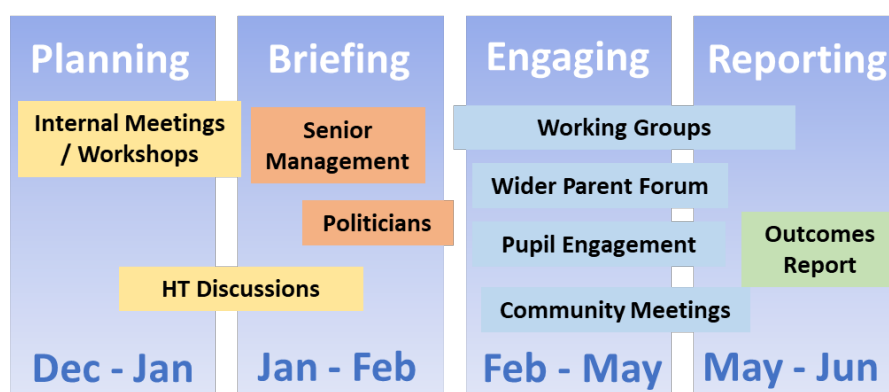 Planning
Briefing
Engaging
Reporting
Internal Meetings
/ Workshops
Senior
Management
Working Groups
Wider Parent Forum
Politicians
Pupil Engagement
Outcomes
Report
HT Discussions
Community Meetings
Dec - Jan
Jan - Feb
Feb - May
May - Jun